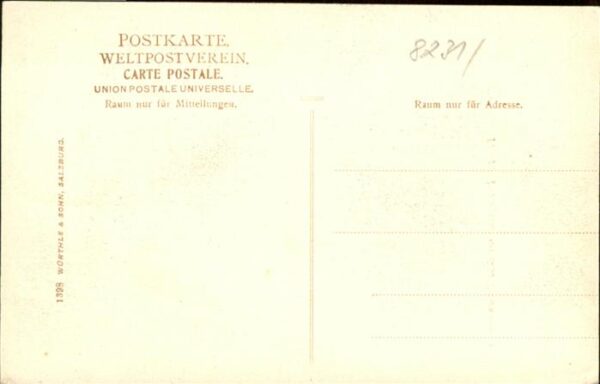 POSTKARTE.
WELTPOSTVEREIN.
CARTE POSTALE.
UNION POSTALE UNIVERSELLE.
Raum nur für Mitteilungen.
8231/
Raum nur für Adresse.
1398 WÜRTHLE & SOHN, SALZBURG.